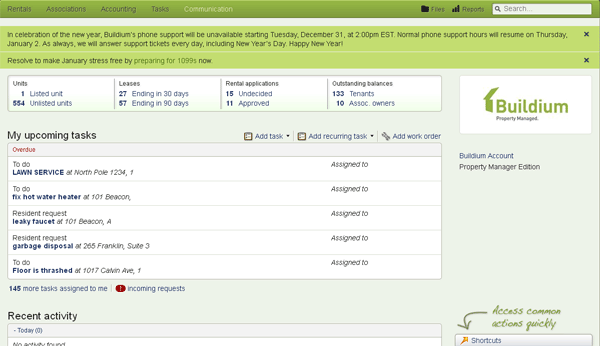 Rentals Associations Accounting Tasks Communication Files Reports Search...
In celebration of the new year, Buildium's phone support will be unavailable starting Tuesday, December 31, at 2:00pm EST. Normal phone support hours will resume on Thursday,
January 2. As always, we will answer support tickets every day, including New Year's Day. Happy New Year!
Resolve to make January stress free by preparing for 1099s now.
Units Leases Rental applications Outstanding balances
1 Listed unit 27 Ending in 30 days 15 Undecided 133 Tenants
554 Unlisted units 57 Ending in 90 days 11 Approved 10 Assoc. owners
Buildium
Property Managed.
My upcoming tasks Add task Add recurring task Add work order
Overdue
To do Assigned to
LAWN SERVICE at North Pole 1234, 1
To do Assigned to
fix hot water heater at 101 Beacon,
Resident request Assigned to
leaky faucet at 101 Beacon, A
Resident request Assigned to
garbage disposal at 265 Franklin, Suite 3
To do Assigned to
Floor is thrashed at 1017 Calvin Ave, 1
145 more tasks assigned to me ! incoming requests
Buildium Account
Property Manager Edition
Recent activity
- Today (0)
No activity found
Access common
actions quickly
Shortcuts